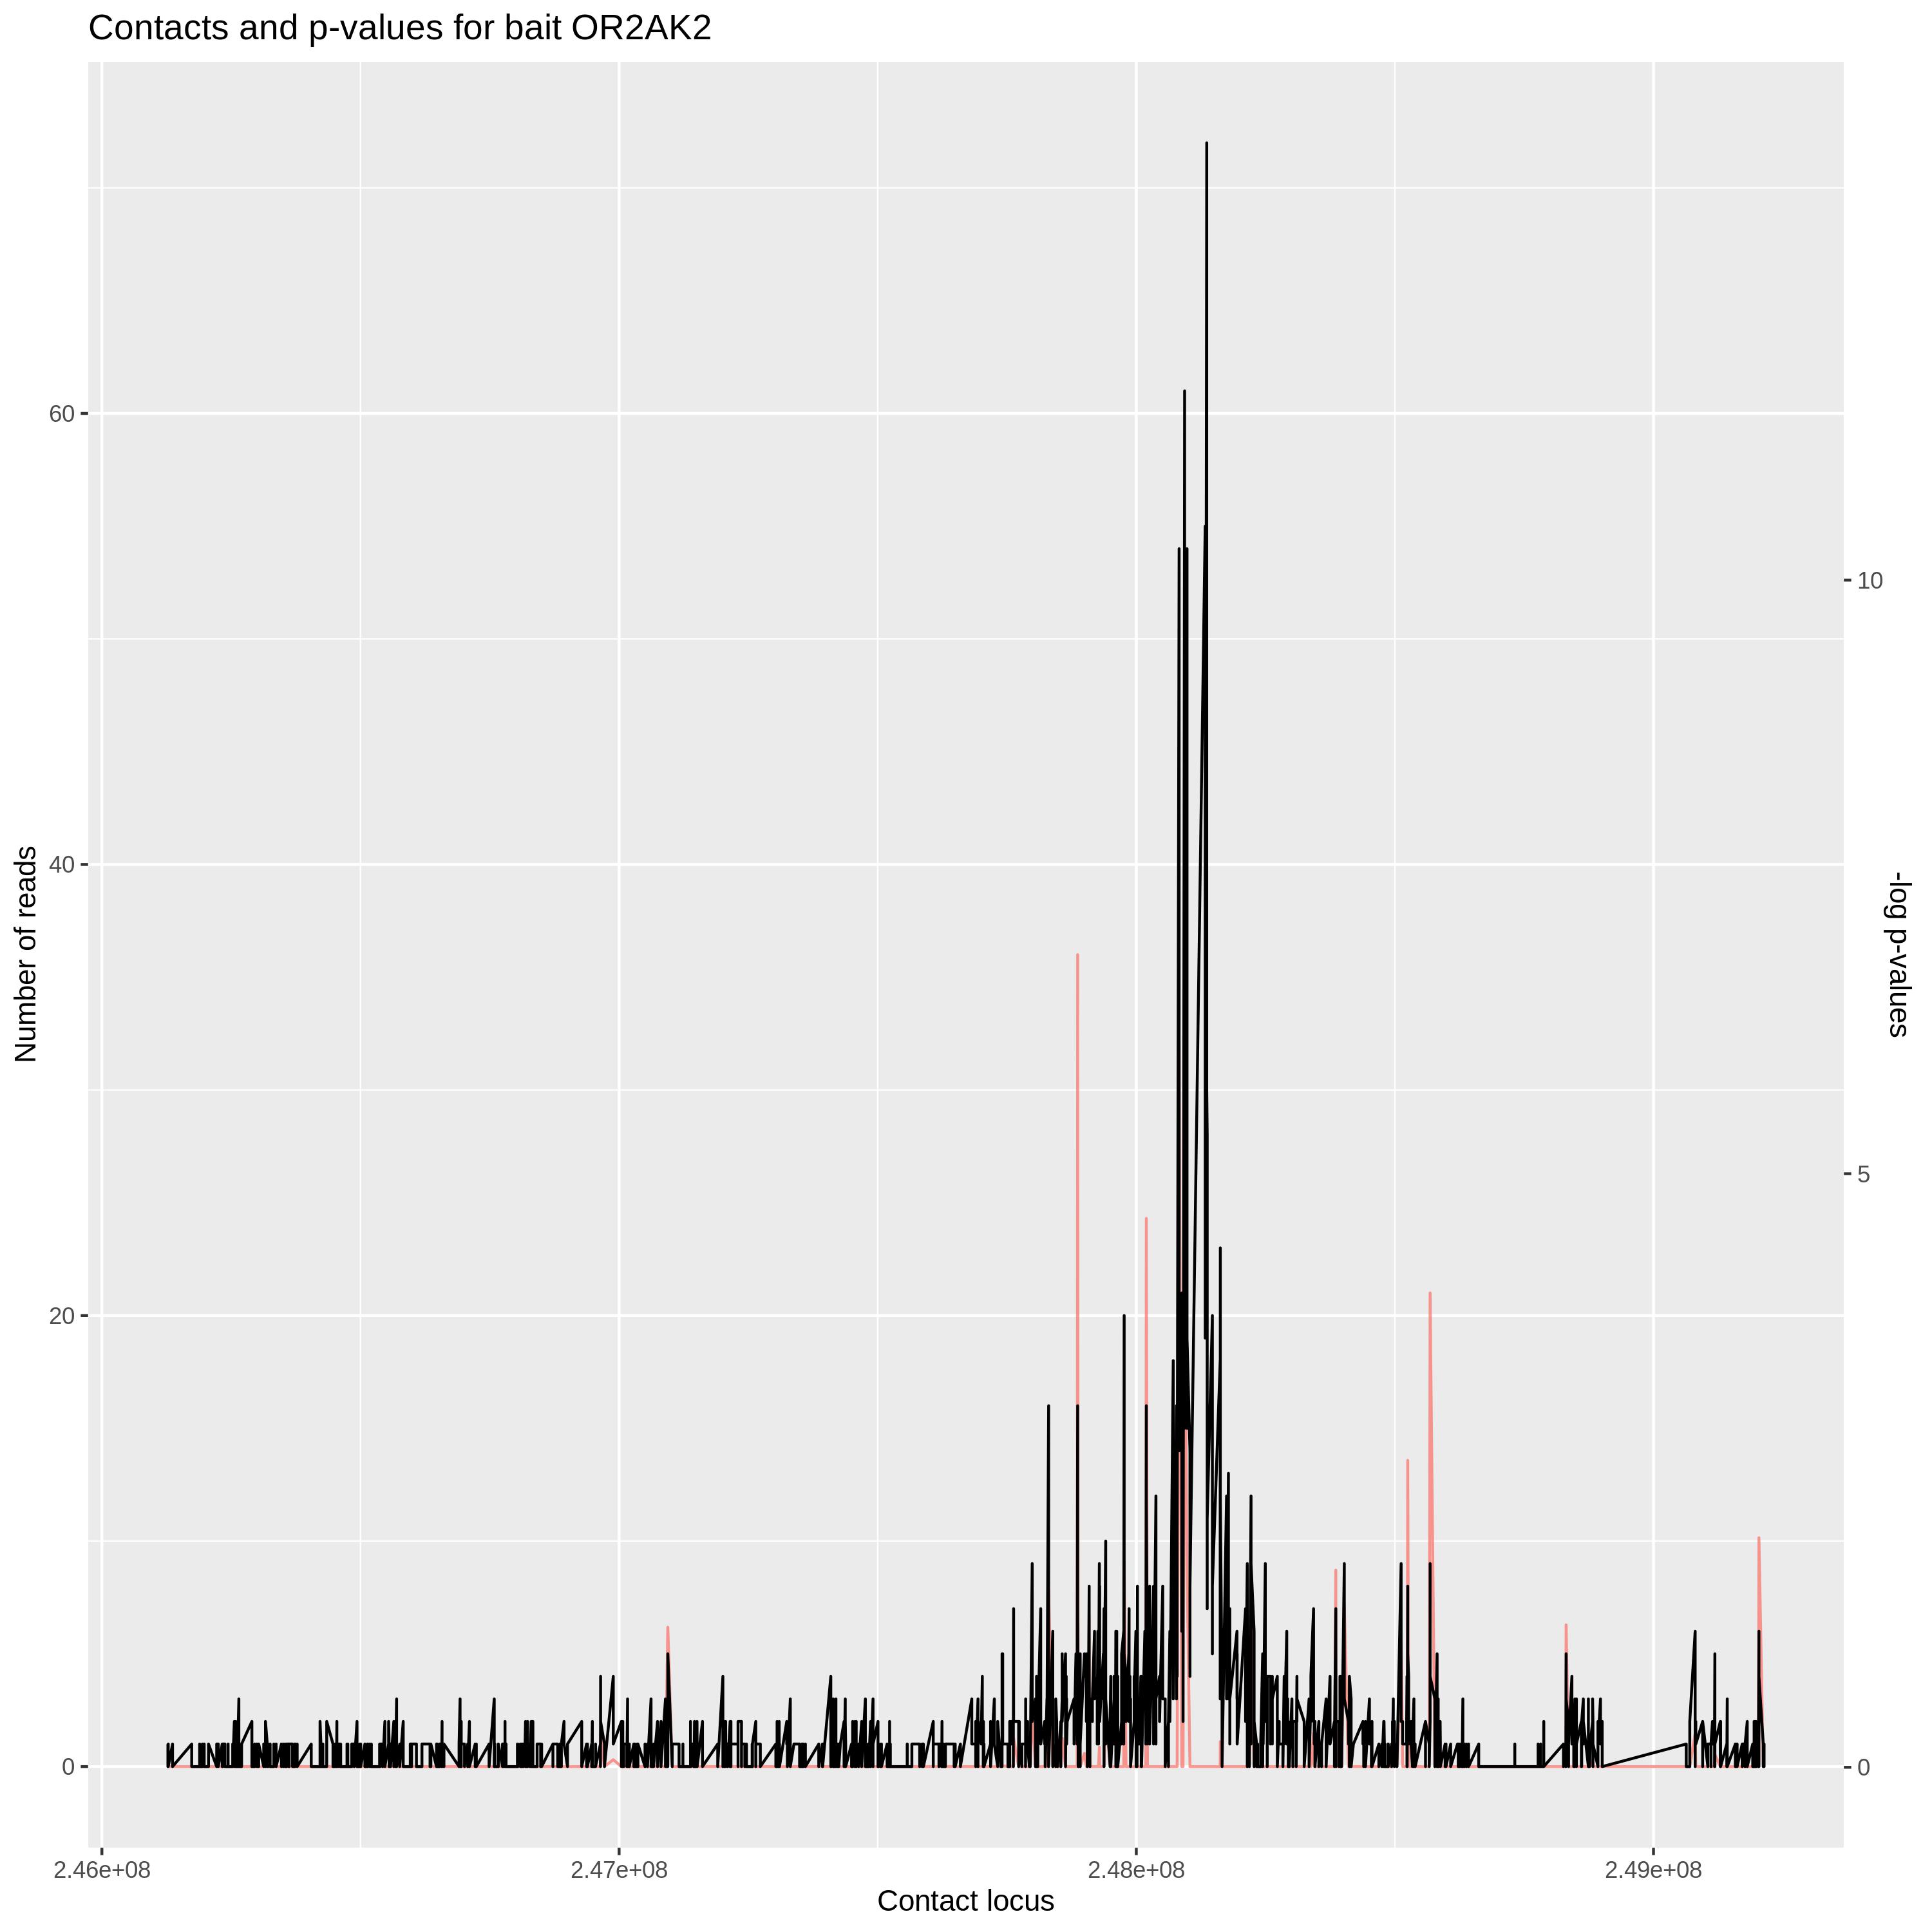 Contacts and p-values for bait OR2AK2
60
40
20
0
Number of reads
10
5
0
-log p-values
2.46e+08
2.47e+08
2.48e+08
2.49e+08
Contact locus